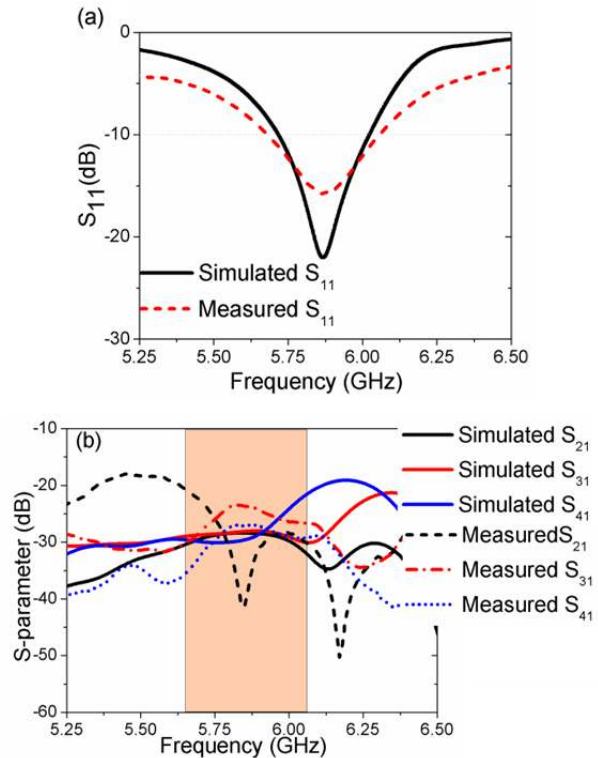 (a)
0
-10
-20
-30
S11(dB)
Simulated S11
Measured S11
5.25 5.50 5.75 6.00 6.25 6.50
Frequency (GHz)
(b)
-10
-20
-30
-40
-50
-60
S-parameter (dB)
Simulated S21
Simulated S31
Simulated S41
MeasuredS21
Measured S31
Measured S41
5.25 5.50 5.75 6.00 6.25 6.50
Frequency (GHz)